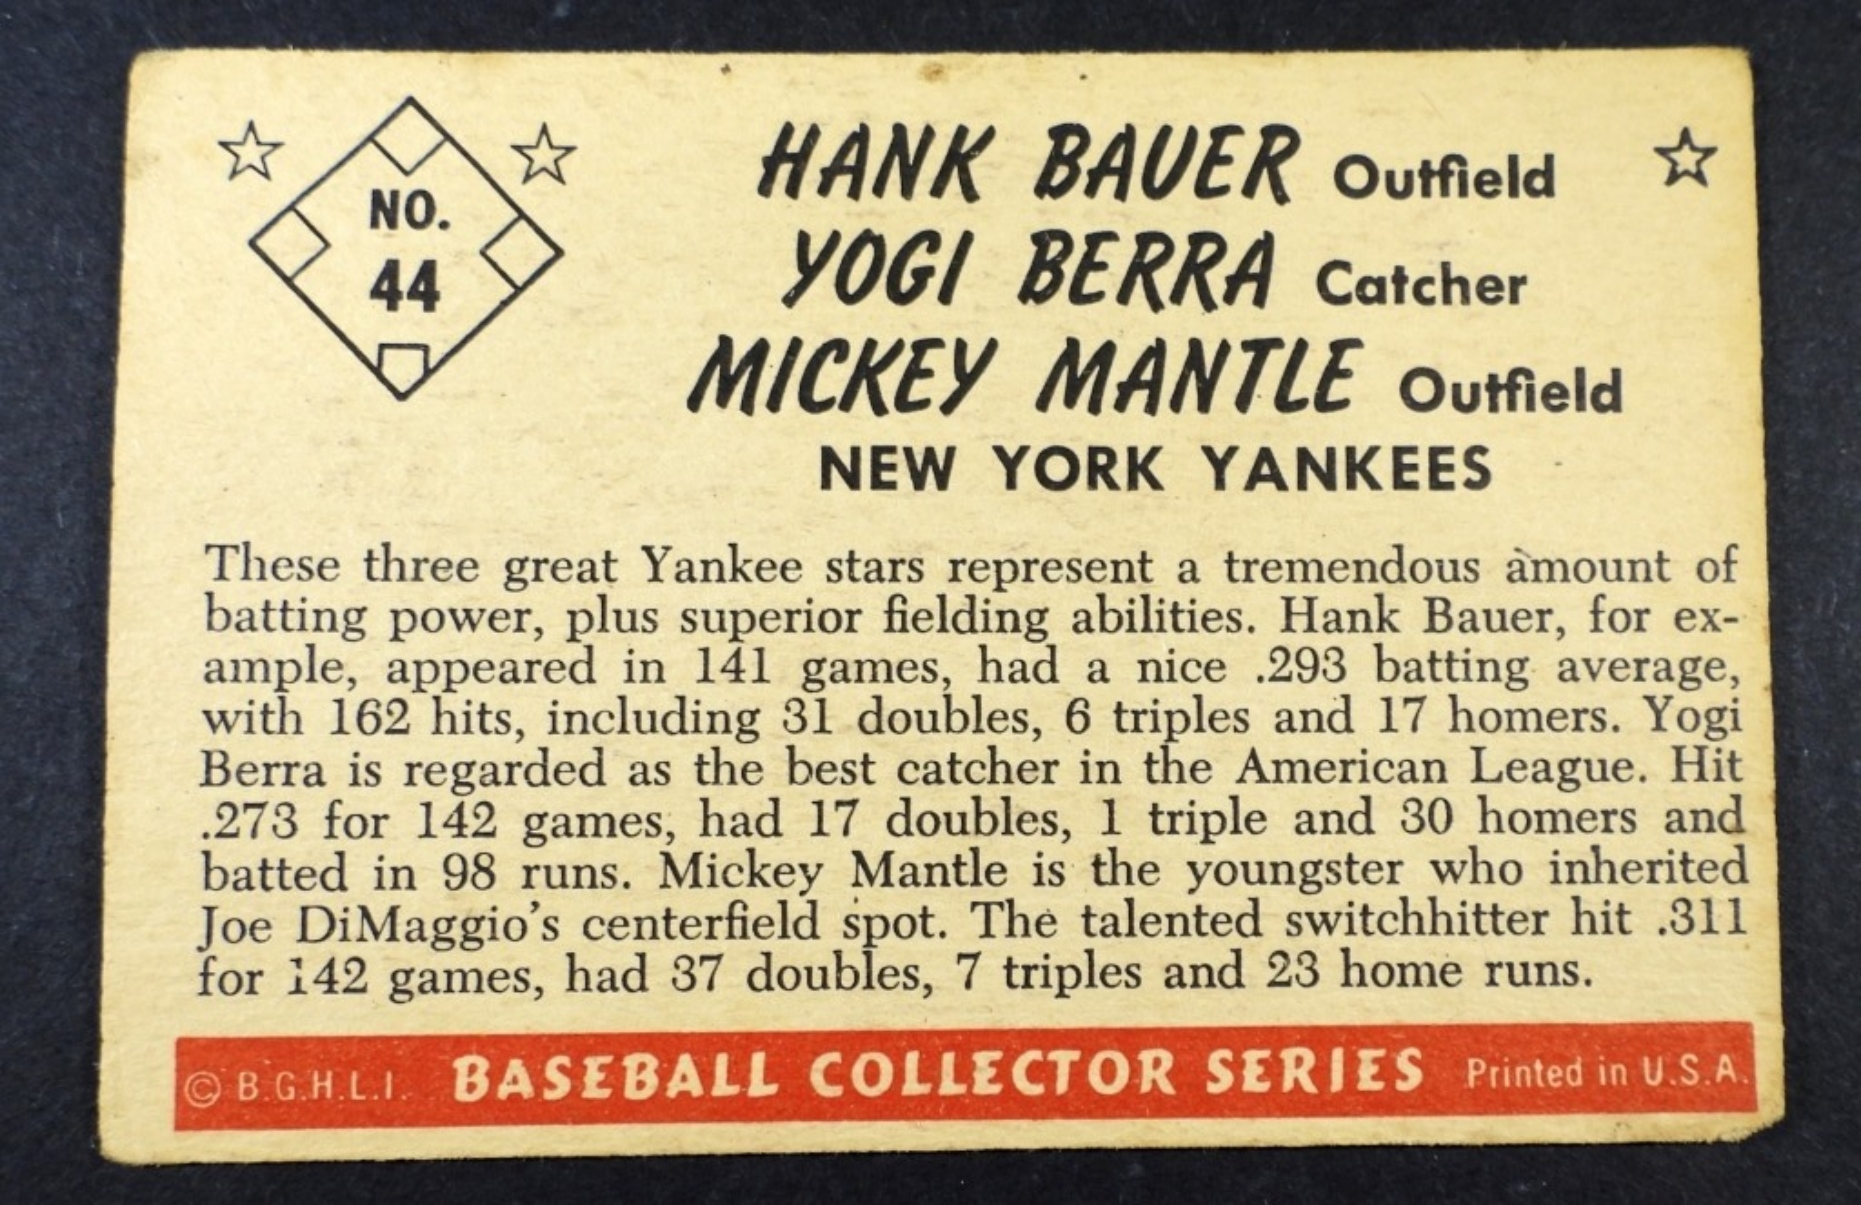 NO.
44
HANK BAUER Outfield
YOGI BERRA Catcher
MICKEY MANTLE Outfield
NEW YORK YANKEES
These three great Yankee stars represent a tremendous amount of
batting power, plus superior fielding abilities. Hank Bauer, for ex-
ample, appeared in 141 games, had a nice .293 batting average,
with 162 hits, including 31 doubles, 6 triples and 17 homers. Yogi
Berra is regarded as the best catcher in the American League. Hit
.273 for 142 games, had 17 doubles, 1 triple and 30 homers and
batted in 98 runs. Mickey Mantle is the youngster who inherited
Joe DiMaggio's centerfield spot. The talented switchhitter hit .311
for 142 games, had 37 doubles, 7 triples and 23 home runs.
© B.G.H.L.I. BASEBALL COLLECTOR SERIES Printed in U.S.A.